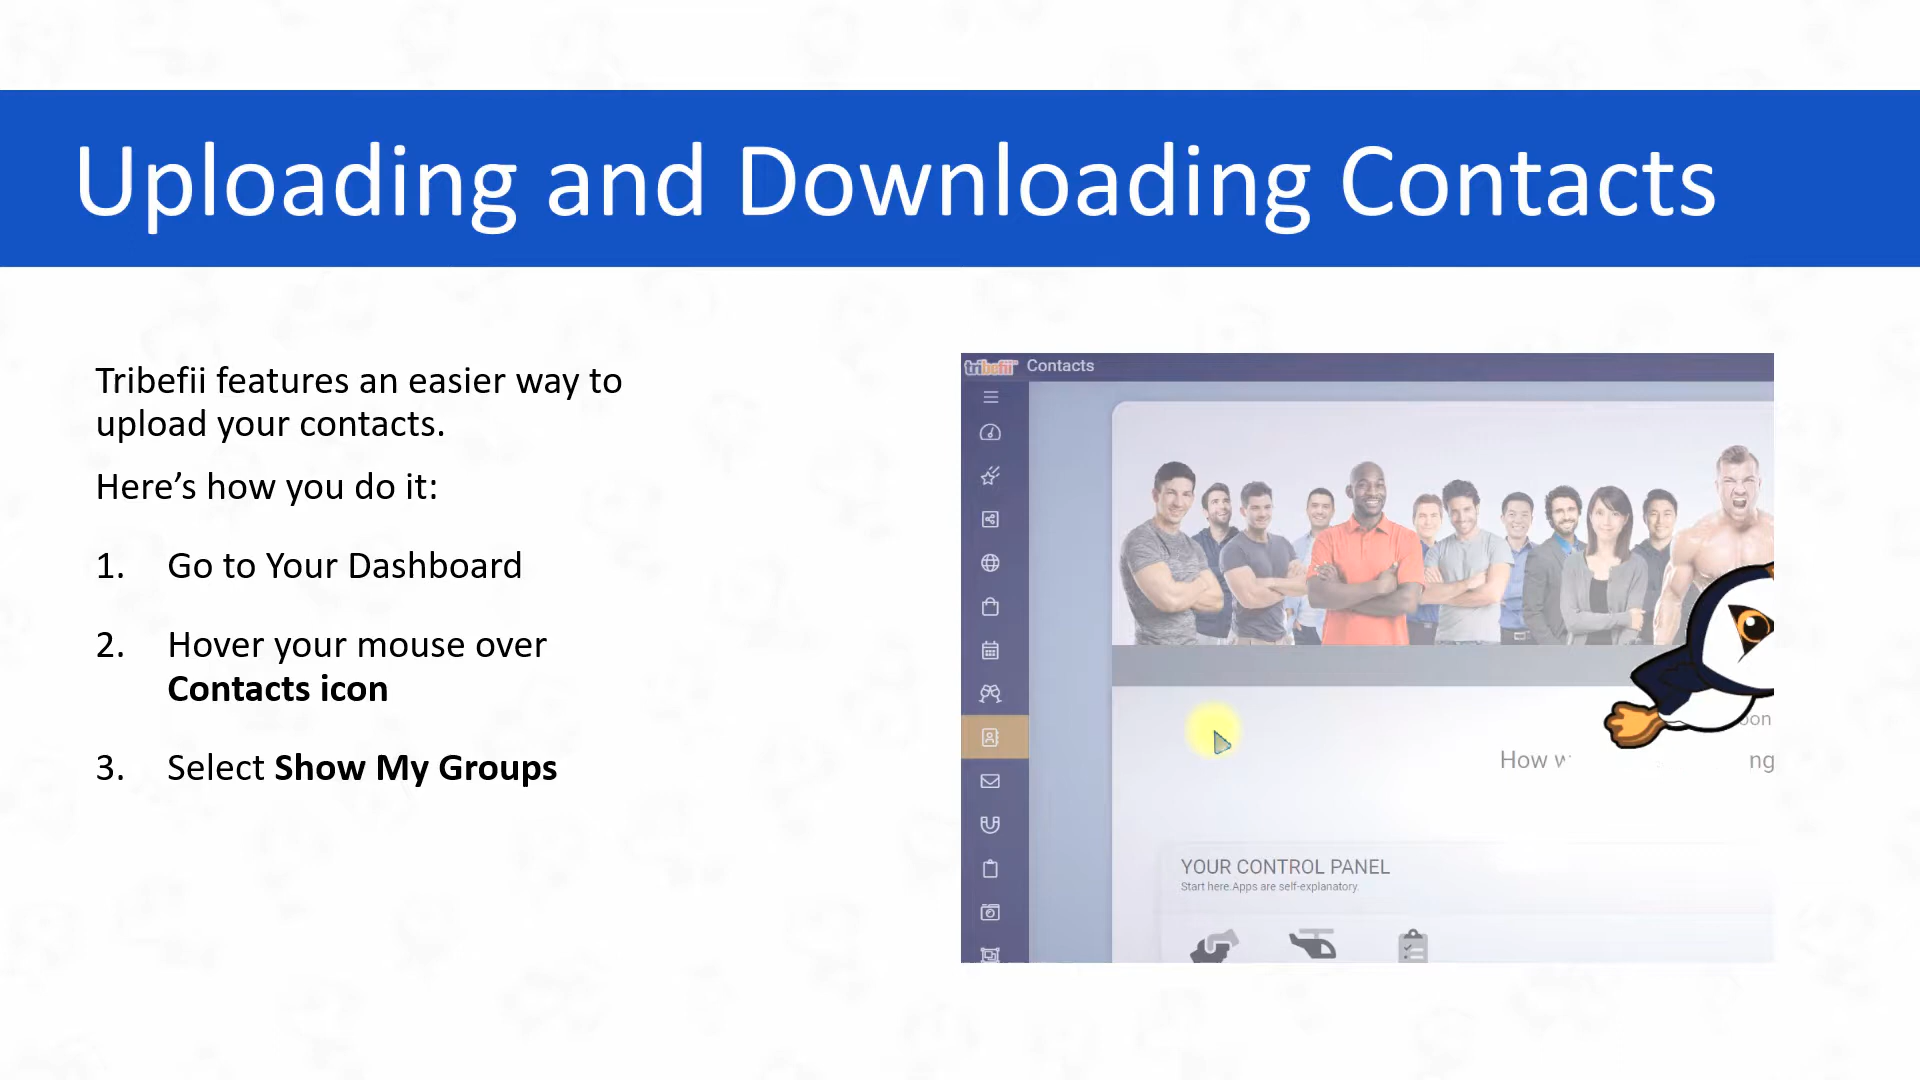 Uploading and Downloading Contacts
Tribefii features an easier way to
upload your contacts.
Here's how you do it:
1. Go to Your Dashboard
2. Hover your mouse over
Contacts icon
3. Select Show My Groups
tribefii Contacts
How
YOUR CONTROL PANEL
Start here.Apps are self-explanatory.